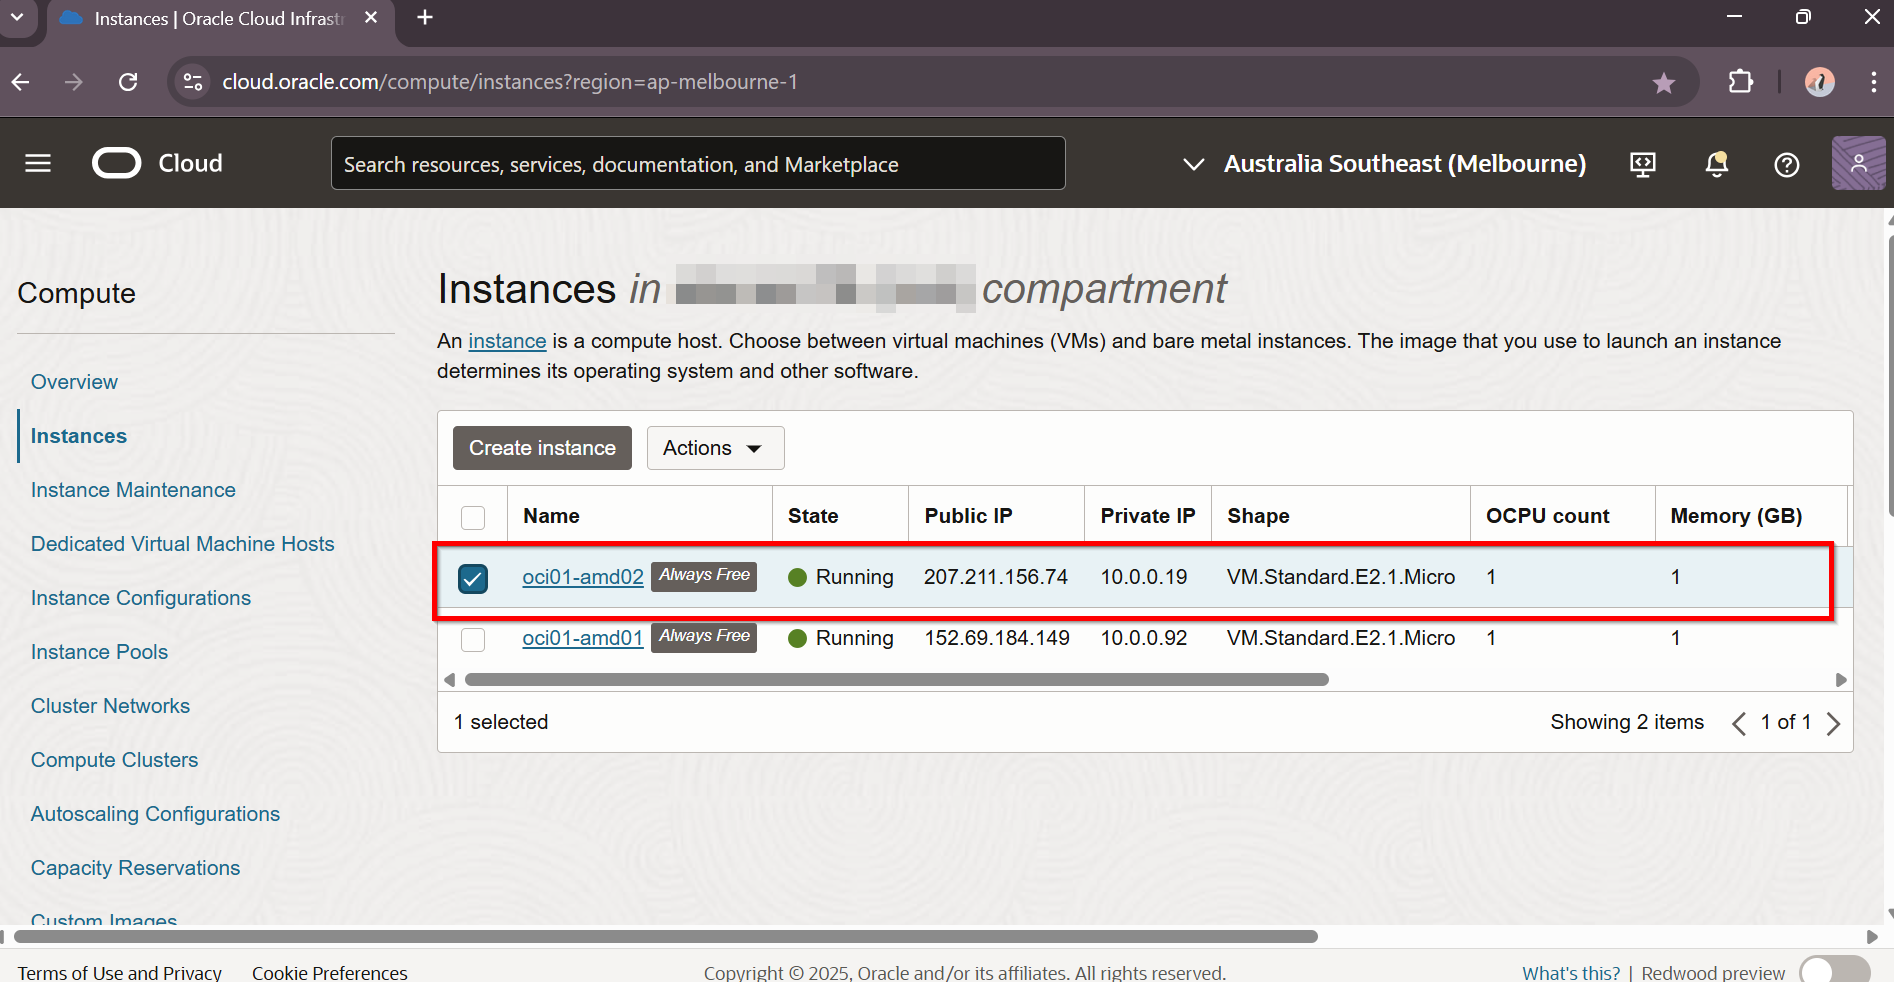 Instances | Oracle Cloud Infrastr
cloud.oracle.com/compute/instances?region=ap-melbourne-1
Cloud
Search resources, services, documentation, and Marketplace
Australia Southeast (Melbourne)
Compute
Overview
Instances
Instance Maintenance
Dedicated Virtual Machine Hosts
Instance Configurations
Instance Pools
Cluster Networks
Compute Clusters
Autoscaling Configurations
Capacity Reservations
Custom Images
Instances in compartment
An instance is a compute host. Choose between virtual machines (VMs) and bare metal instances. The image that you use to launch an instance
determines its operating system and other software.
Create instance Actions
Name State Public IP Private IP Shape OCPU count Memory (GB)
oci01-amd02 Always Free Running 207.211.156.74 10.0.0.19 VM.Standard.E2.1.Micro 1 1
oci01-amd01 Always Free Running 152.69.184.149 10.0.0.92 VM.Standard.E2.1.Micro 1 1
1 selected Showing 2 items 1 of 1
Terms of Use and Privacy Cookie Preferences Copyright © 2025, Oracle and/or its affiliates. All rights reserved. What's this? | Redwood preview